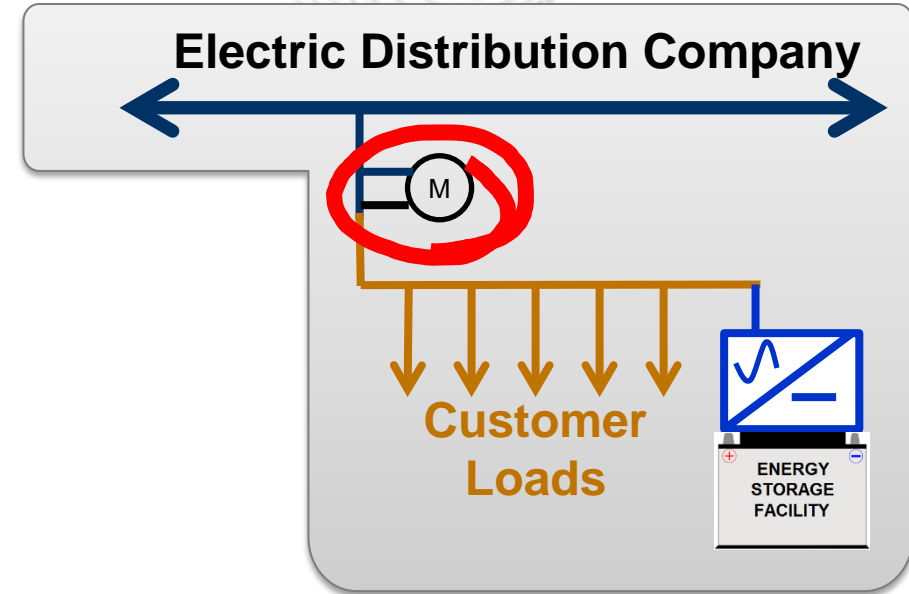 Electric Distribution Company
M
Customer
Loads
+
−
ENERGY
STORAGE
FACILITY